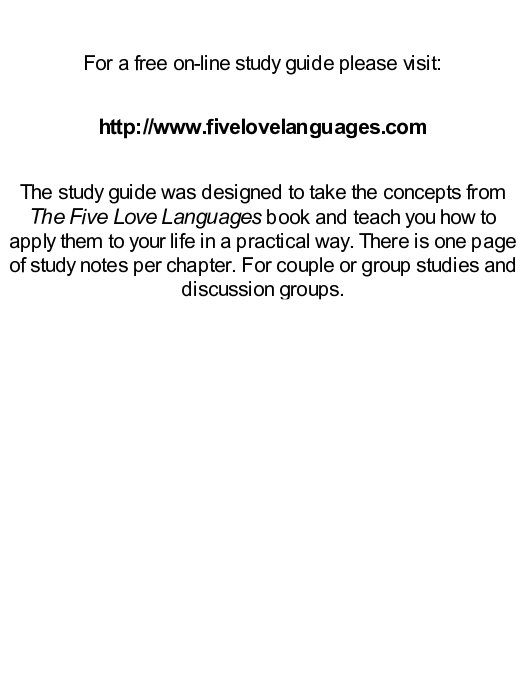 For a free on-line study guide please visit:
http://www.fivelovelanguages.com
The study guide was designed to take the concepts from
The Five Love Languages book and teach you how to
apply them to your life in a practical way. There is one page
of study notes per chapter. For couple or group studies and
discussion groups.